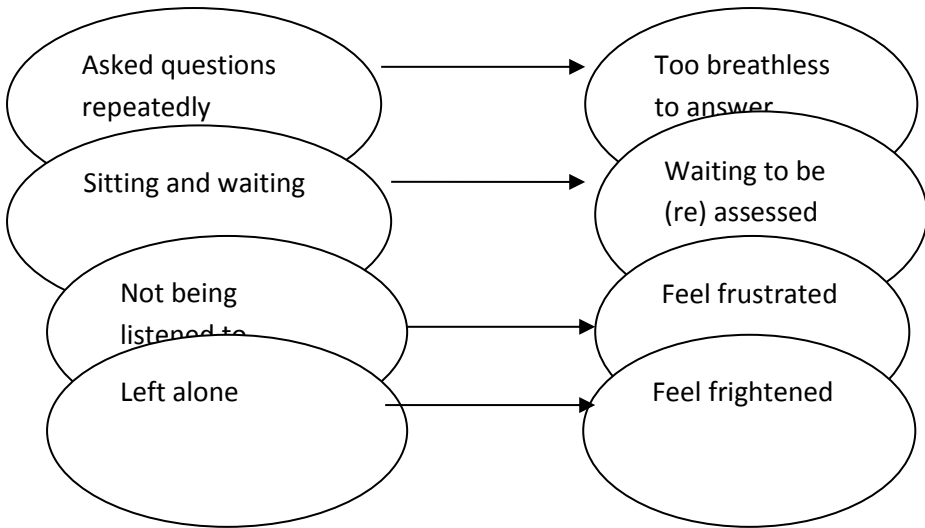 Asked questions
repeatedly
Too breathless
to answer
Sitting and waiting
Waiting to be
(re) assessed
Not being
listened to
Feel frustrated
Left alone
Feel frightened